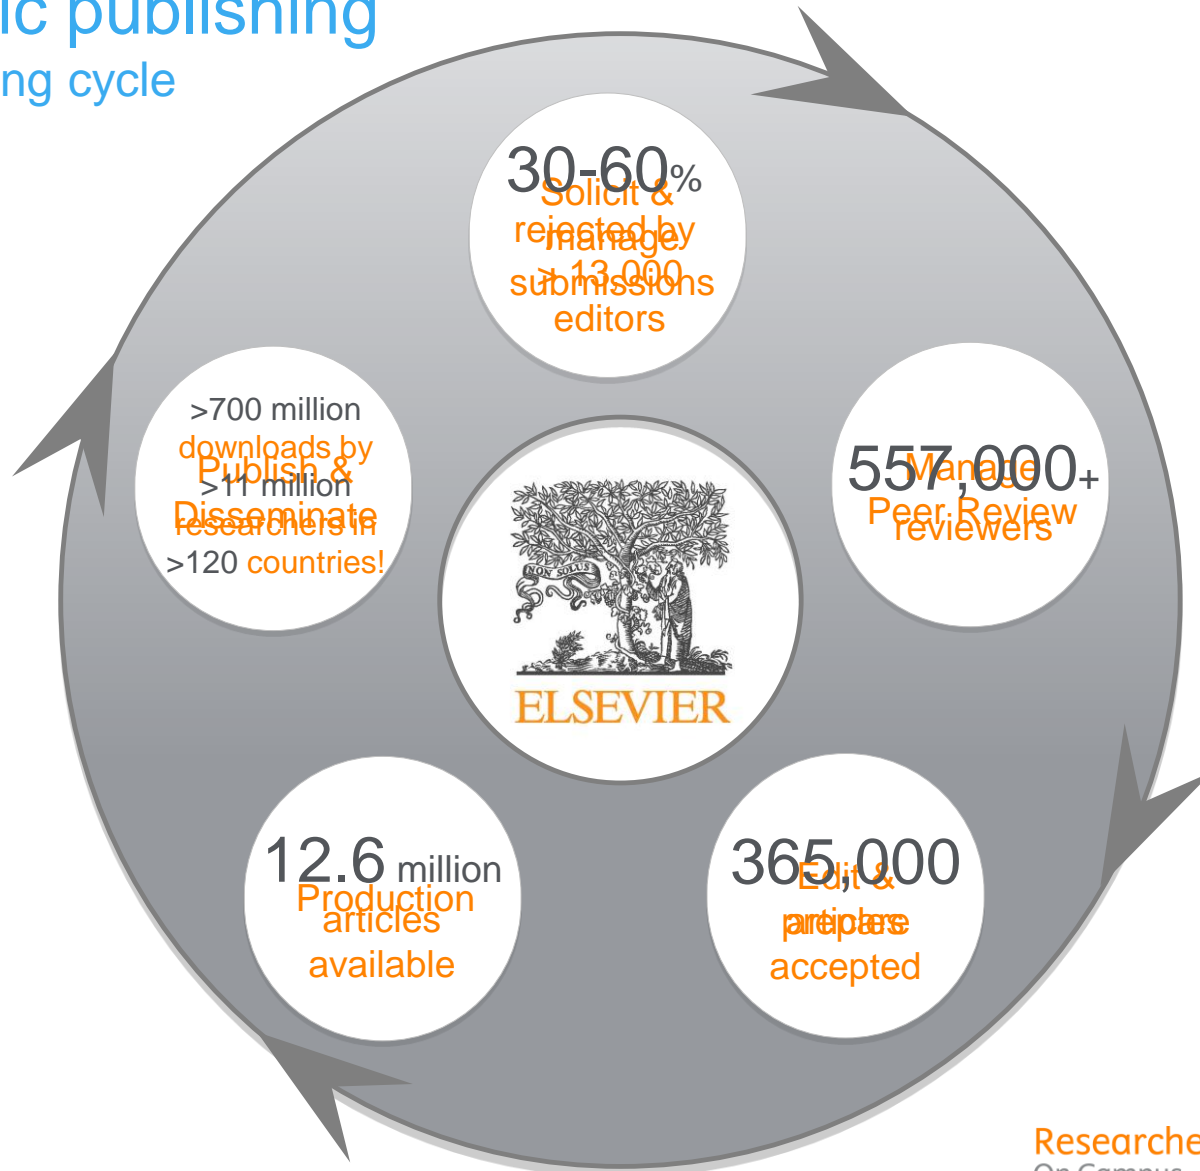 ic publishing
ng cycle
30-60%
rejected by
> 13,000
editors
Solicit &
manage
submissions
557,000+
reviewers
Manage
Peer Review
365,000
articles
accepted
Edit &
prepare
12.6 million
articles
available
Production
>700 million
downloads by
>11 million
researchers in
>120 countries!
Publish &
Disseminate
NON SOLUS
ELSEVIER
Researche
On Campus